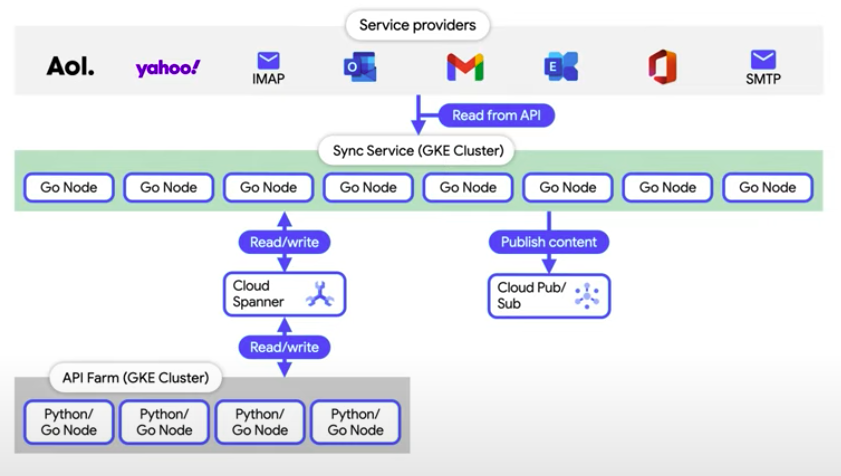 Service providers
Aol.
yahoo!
IMAP
SMTP
Read from API
Sync Service (GKE Cluster)
Go Node
Go Node
Go Node
Go Node
Go Node
Go Node
Go Node
Go Node
Read/write
Publish content
Cloud
Spanner
Cloud Pub/
Sub
Read/write
API Farm (GKE Cluster)
Python/
Go Node
Python/
Go Node
Python/
Go Node
Python/
Go Node